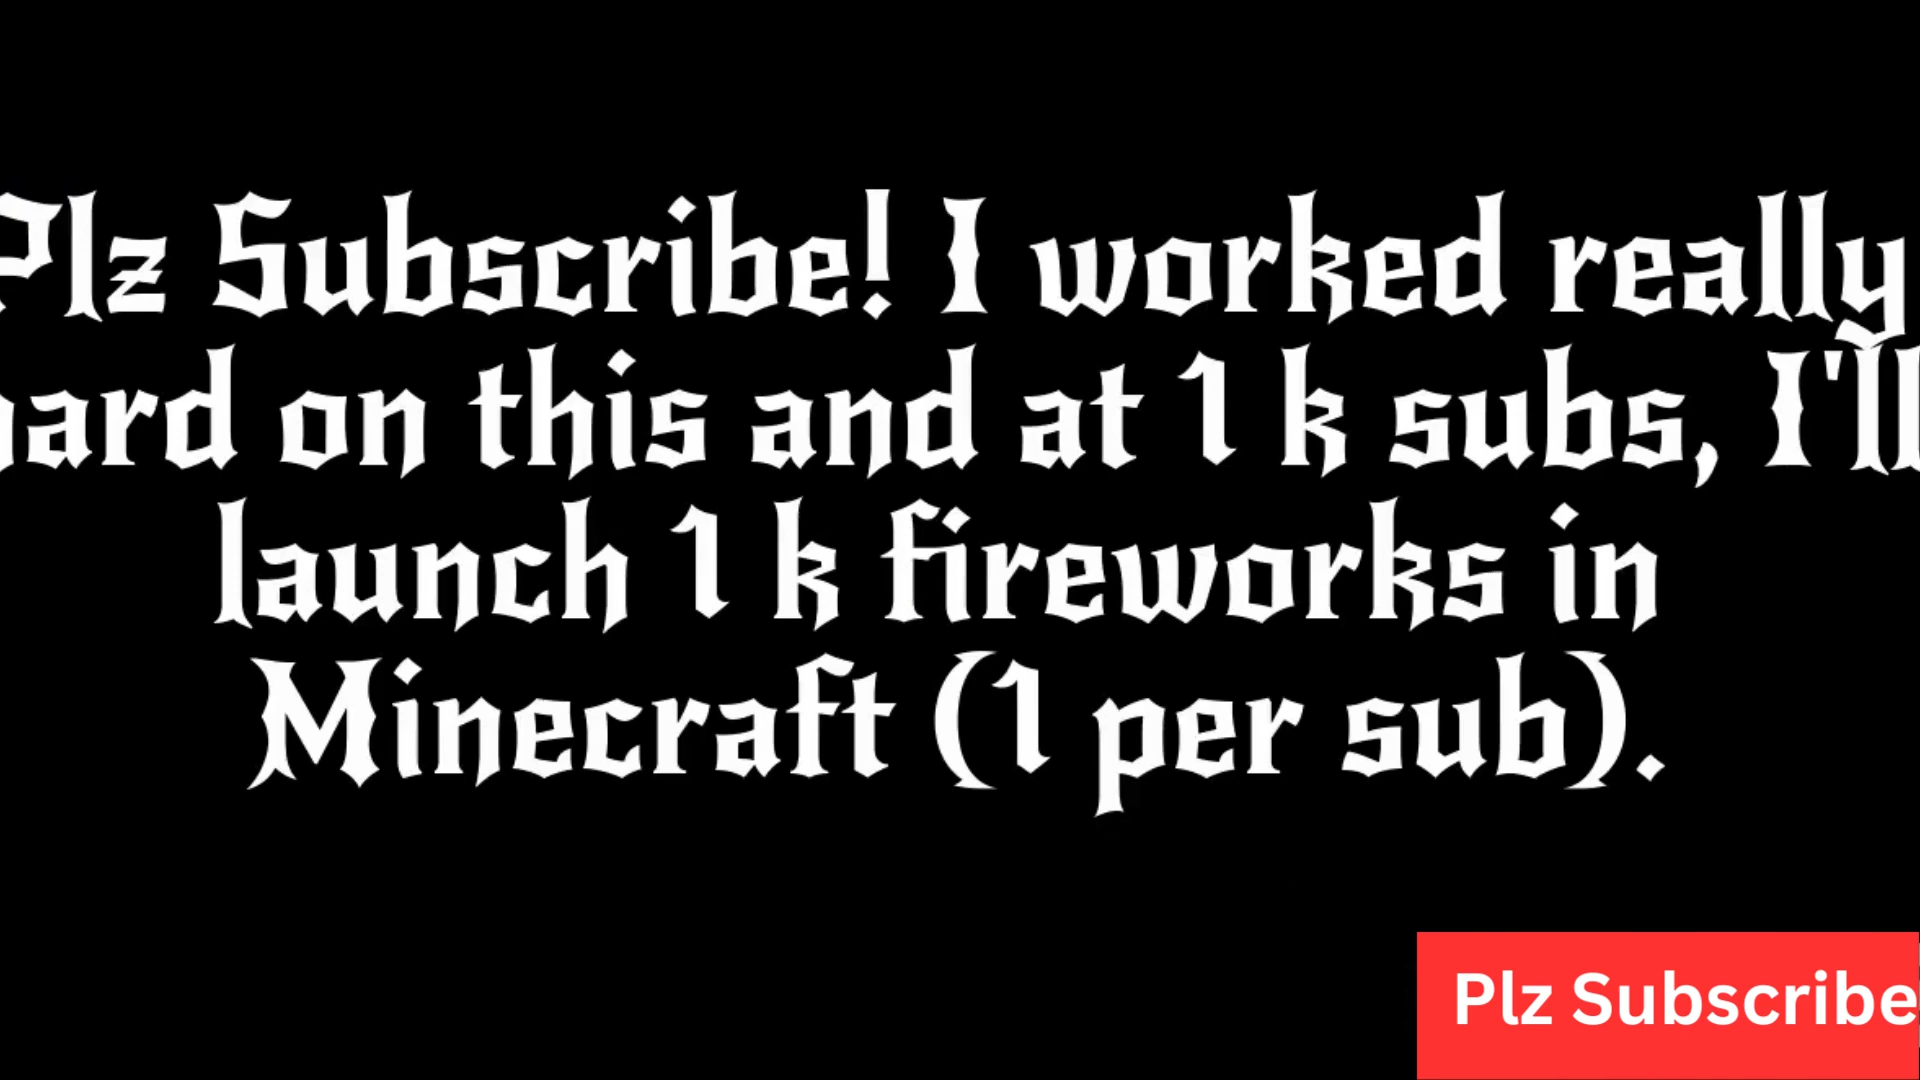 Plz Subscribe! I worked really
hard on this and at 1 k subs, I'll
launch 1 k fireworks in
Minecraft (1 per sub).
Plz Subscribe